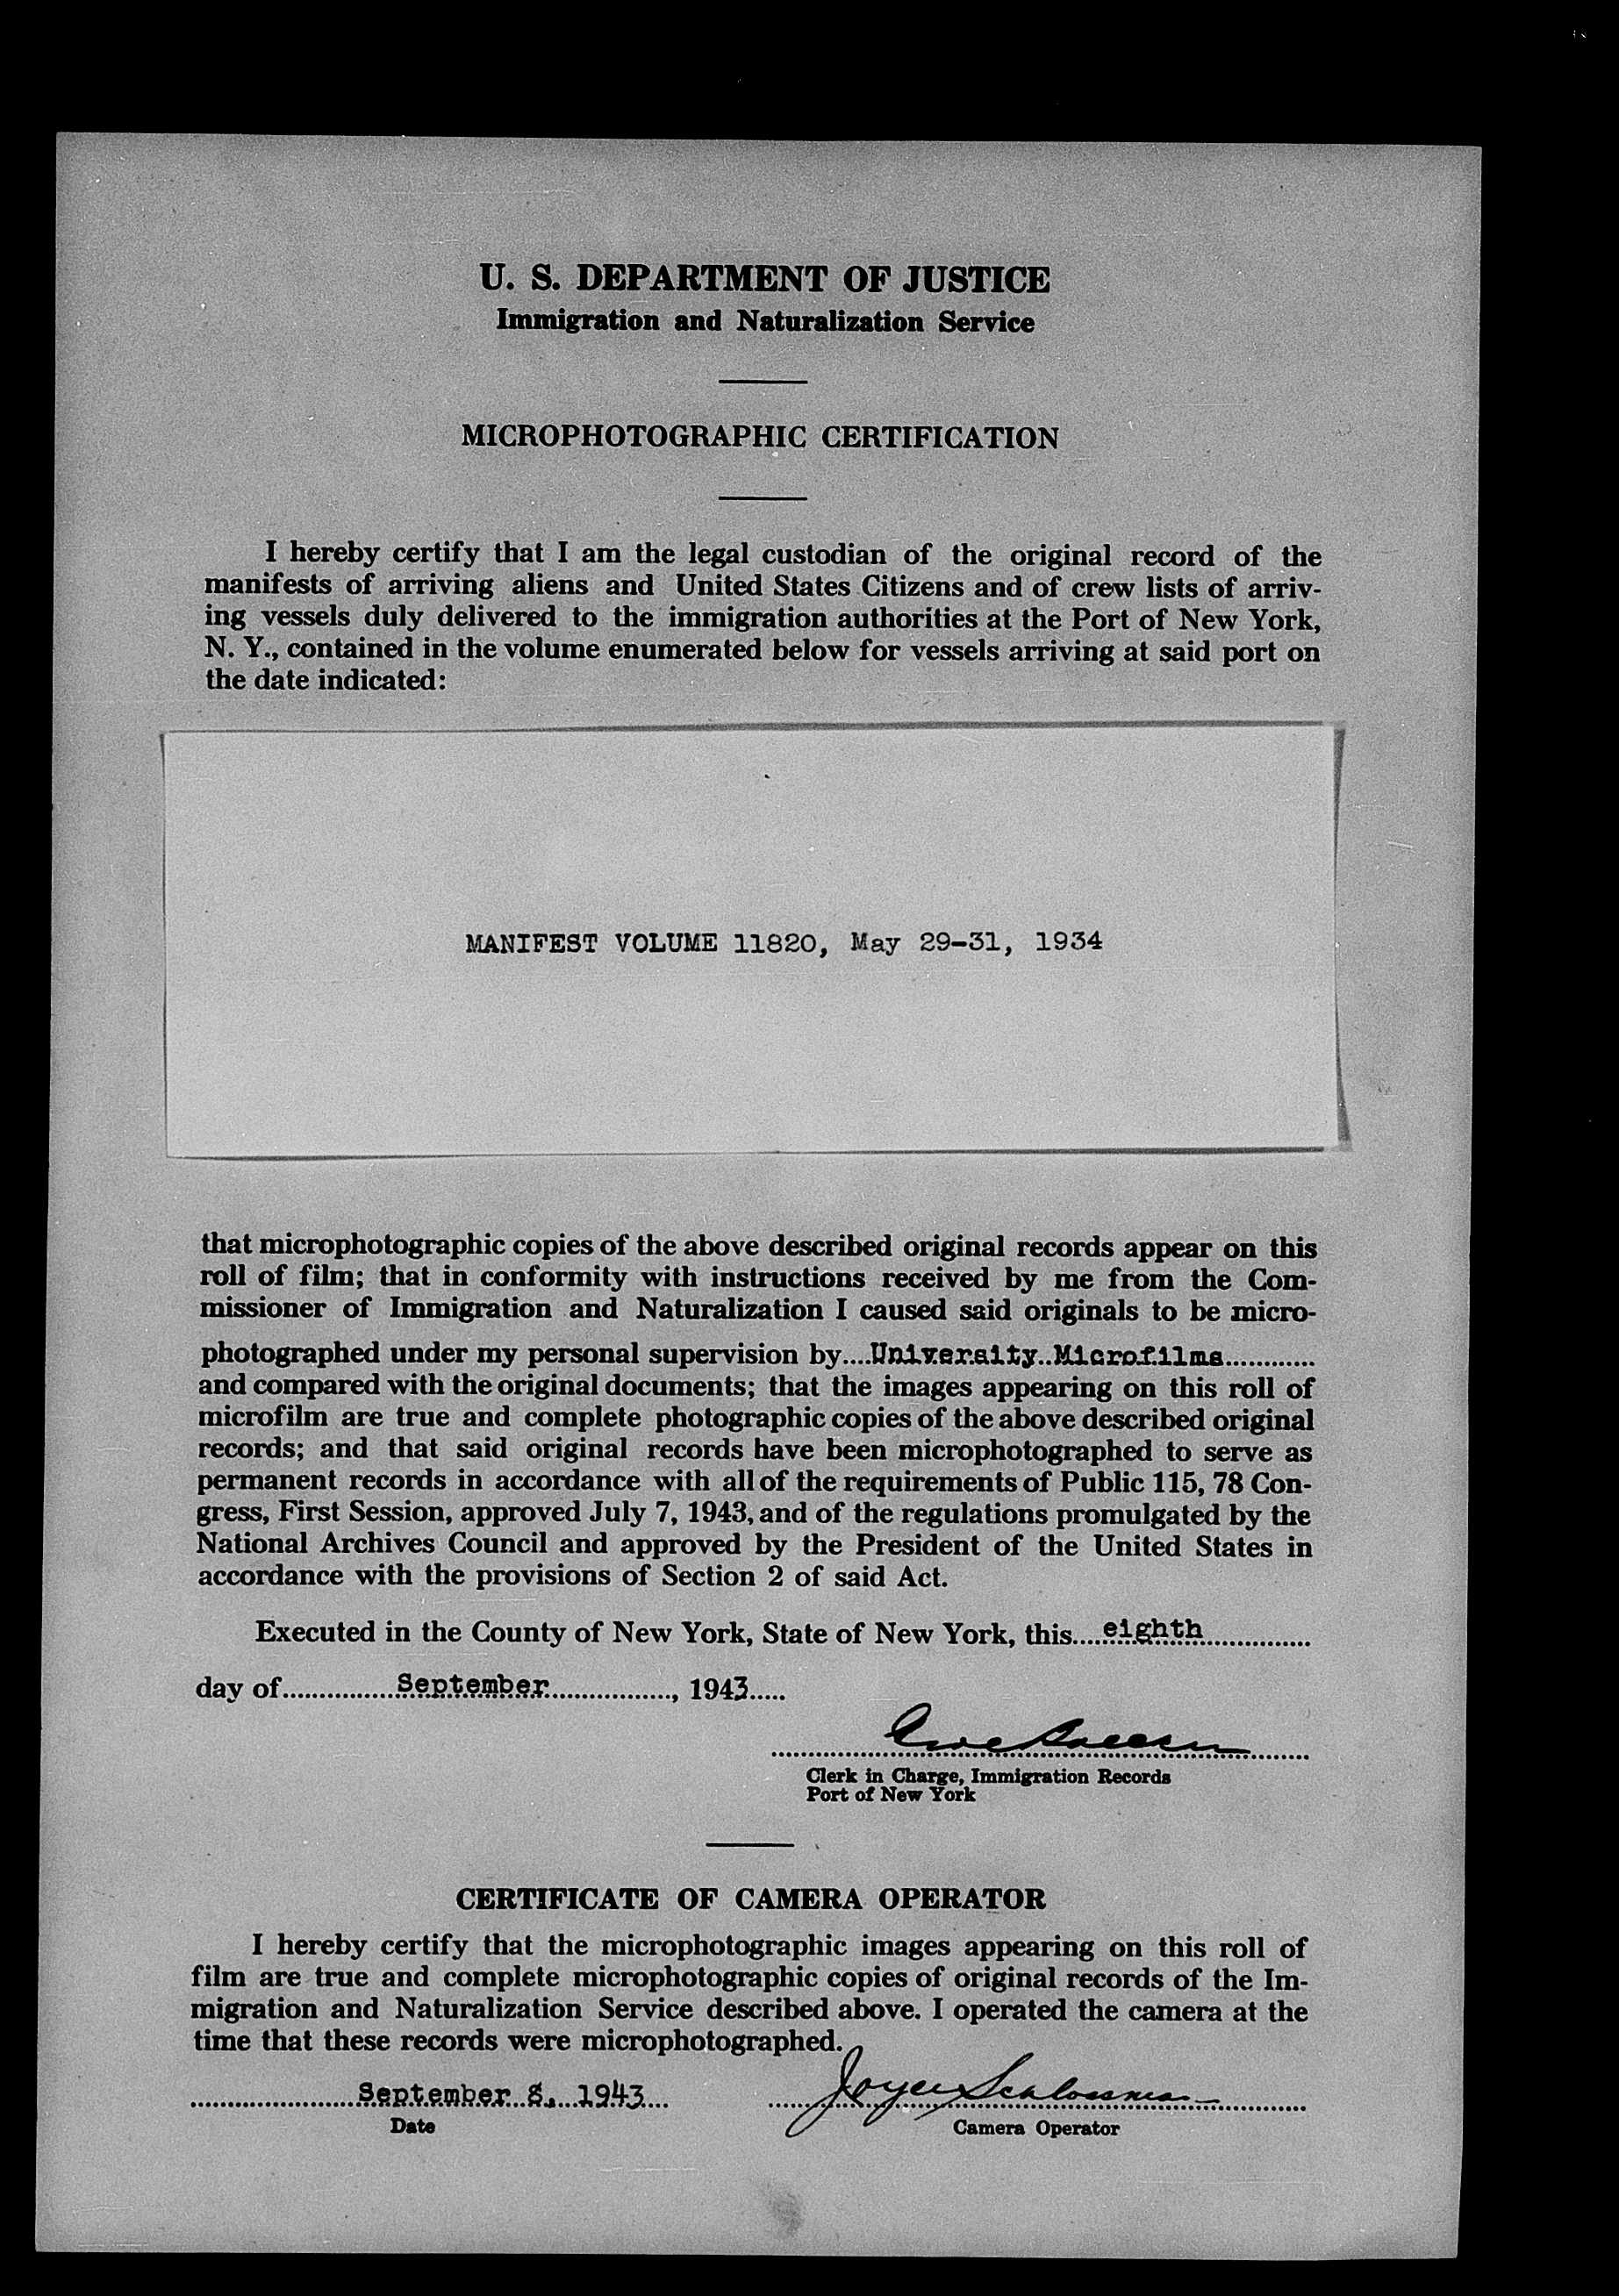 U. S. DEPARTMENT OF JUSTICE
Immigration and Naturalization Service
MICROPHOTOGRAPHIC CERTIFICATION
I hereby certify that I am the legal custodian of the original record of the
manifests of arriving aliens and United States Citizens and of crew lists of arriv-
ing vessels duly delivered to the immigration authorities at the Port of New York,
N. Y., contained in the volume enumerated below for vessels arriving at said port on
the date indicated:
MANIFEST VOLUME 11820, May 29-31, 1934
that microphotographic copies of the above described original records appear on this
roll of film; that in conformity with instructions received by me from the Com-
missioner of Immigration and Naturalization I caused said originals to be micro-
photographed under my personal supervision by....University Microfilms............
and compared with the original documents; that the images appearing on this roll of
microfilm are true and complete photographic copies of the above described original
records; and that said original records have been microphotographed to serve as
permanent records in accordance with all of the requirements of Public 115, 78 Con-
gress, First Session, approved July 7, 1943, and of the regulations promulgated by the
National Archives Council and approved by the President of the United States in
accordance with the provisions of Section 2 of said Act.
Executed in the County of New York, State of New York, this.....eighth..............
day of...............September................., 1943.....
Clerk in Charge, Immigration Records
Port of New York
CERTIFICATE OF CAMERA OPERATOR
I hereby certify that the microphotographic images appearing on this roll of
film are true and complete microphotographic copies of original records of the Im-
migration and Naturalization Service described above. I operated the camera at the
time that these records were microphotographed.
September 8, 1943 Joyce
Date
Camera Operator